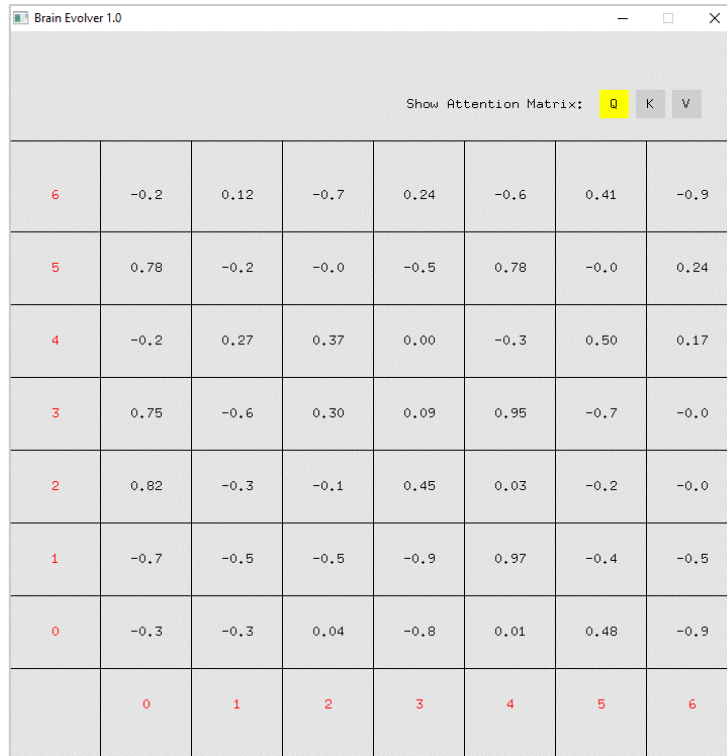 Brain Evolver 1.0
Show Attention Matrix: Q K V
6 -0.2 0.12 -0.7 0.24 -0.6 0.41 -0.9
5 0.78 -0.2 -0.0 -0.5 0.78 -0.0 0.24
4 -0.2 0.27 0.37 0.00 -0.3 0.50 0.17
3 0.75 -0.6 0.30 0.09 0.95 -0.7 -0.0
2 0.82 -0.3 -0.1 0.45 0.03 -0.2 -0.0
1 -0.7 -0.5 -0.5 -0.9 0.97 -0.4 -0.5
0 -0.3 -0.3 0.04 -0.8 0.01 0.48 -0.9
0 1 2 3 4 5 6